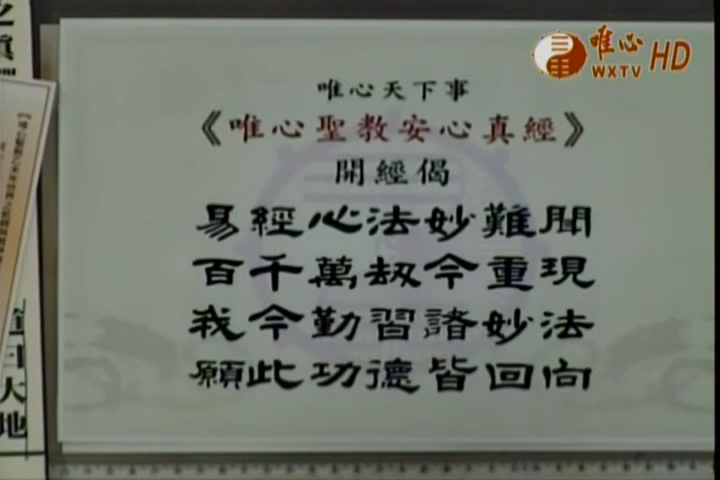 唯心 HD
WXTV
唯心天下事
《唯心聖教安心真經》
開經偈
易經心法妙難聞
百千萬劫今重現
我今勤習諸妙法
願此功德皆回向
大地